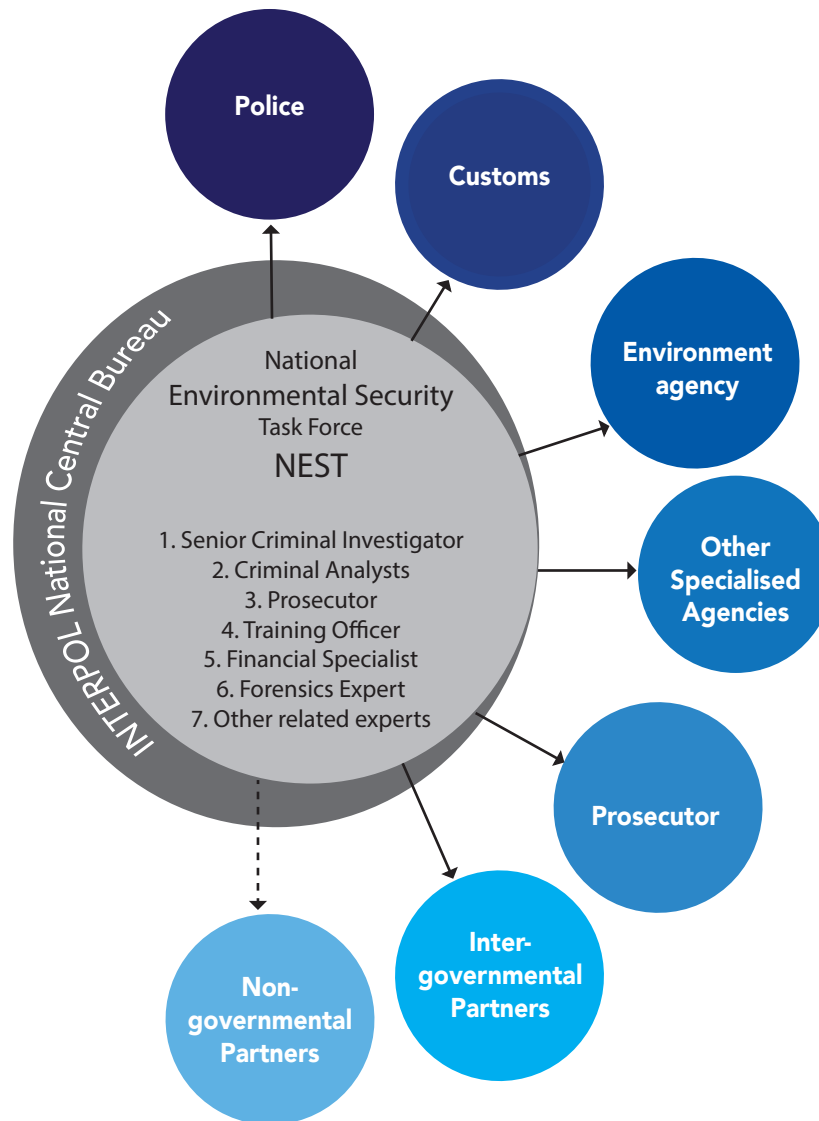 Police
Customs
Environment
agency
Other
Specialised
Agencies
Prosecutor
Inter-
governmental
Partners
Non-
governmental
Partners
INTERPOL National Central Bureau
National
Environmental Security
Task Force
NEST
1. Senior Criminal Investigator
2. Criminal Analysts
3. Prosecutor
4. Training Officer
5. Financial Specialist
6. Forensics Expert
7. Other related experts